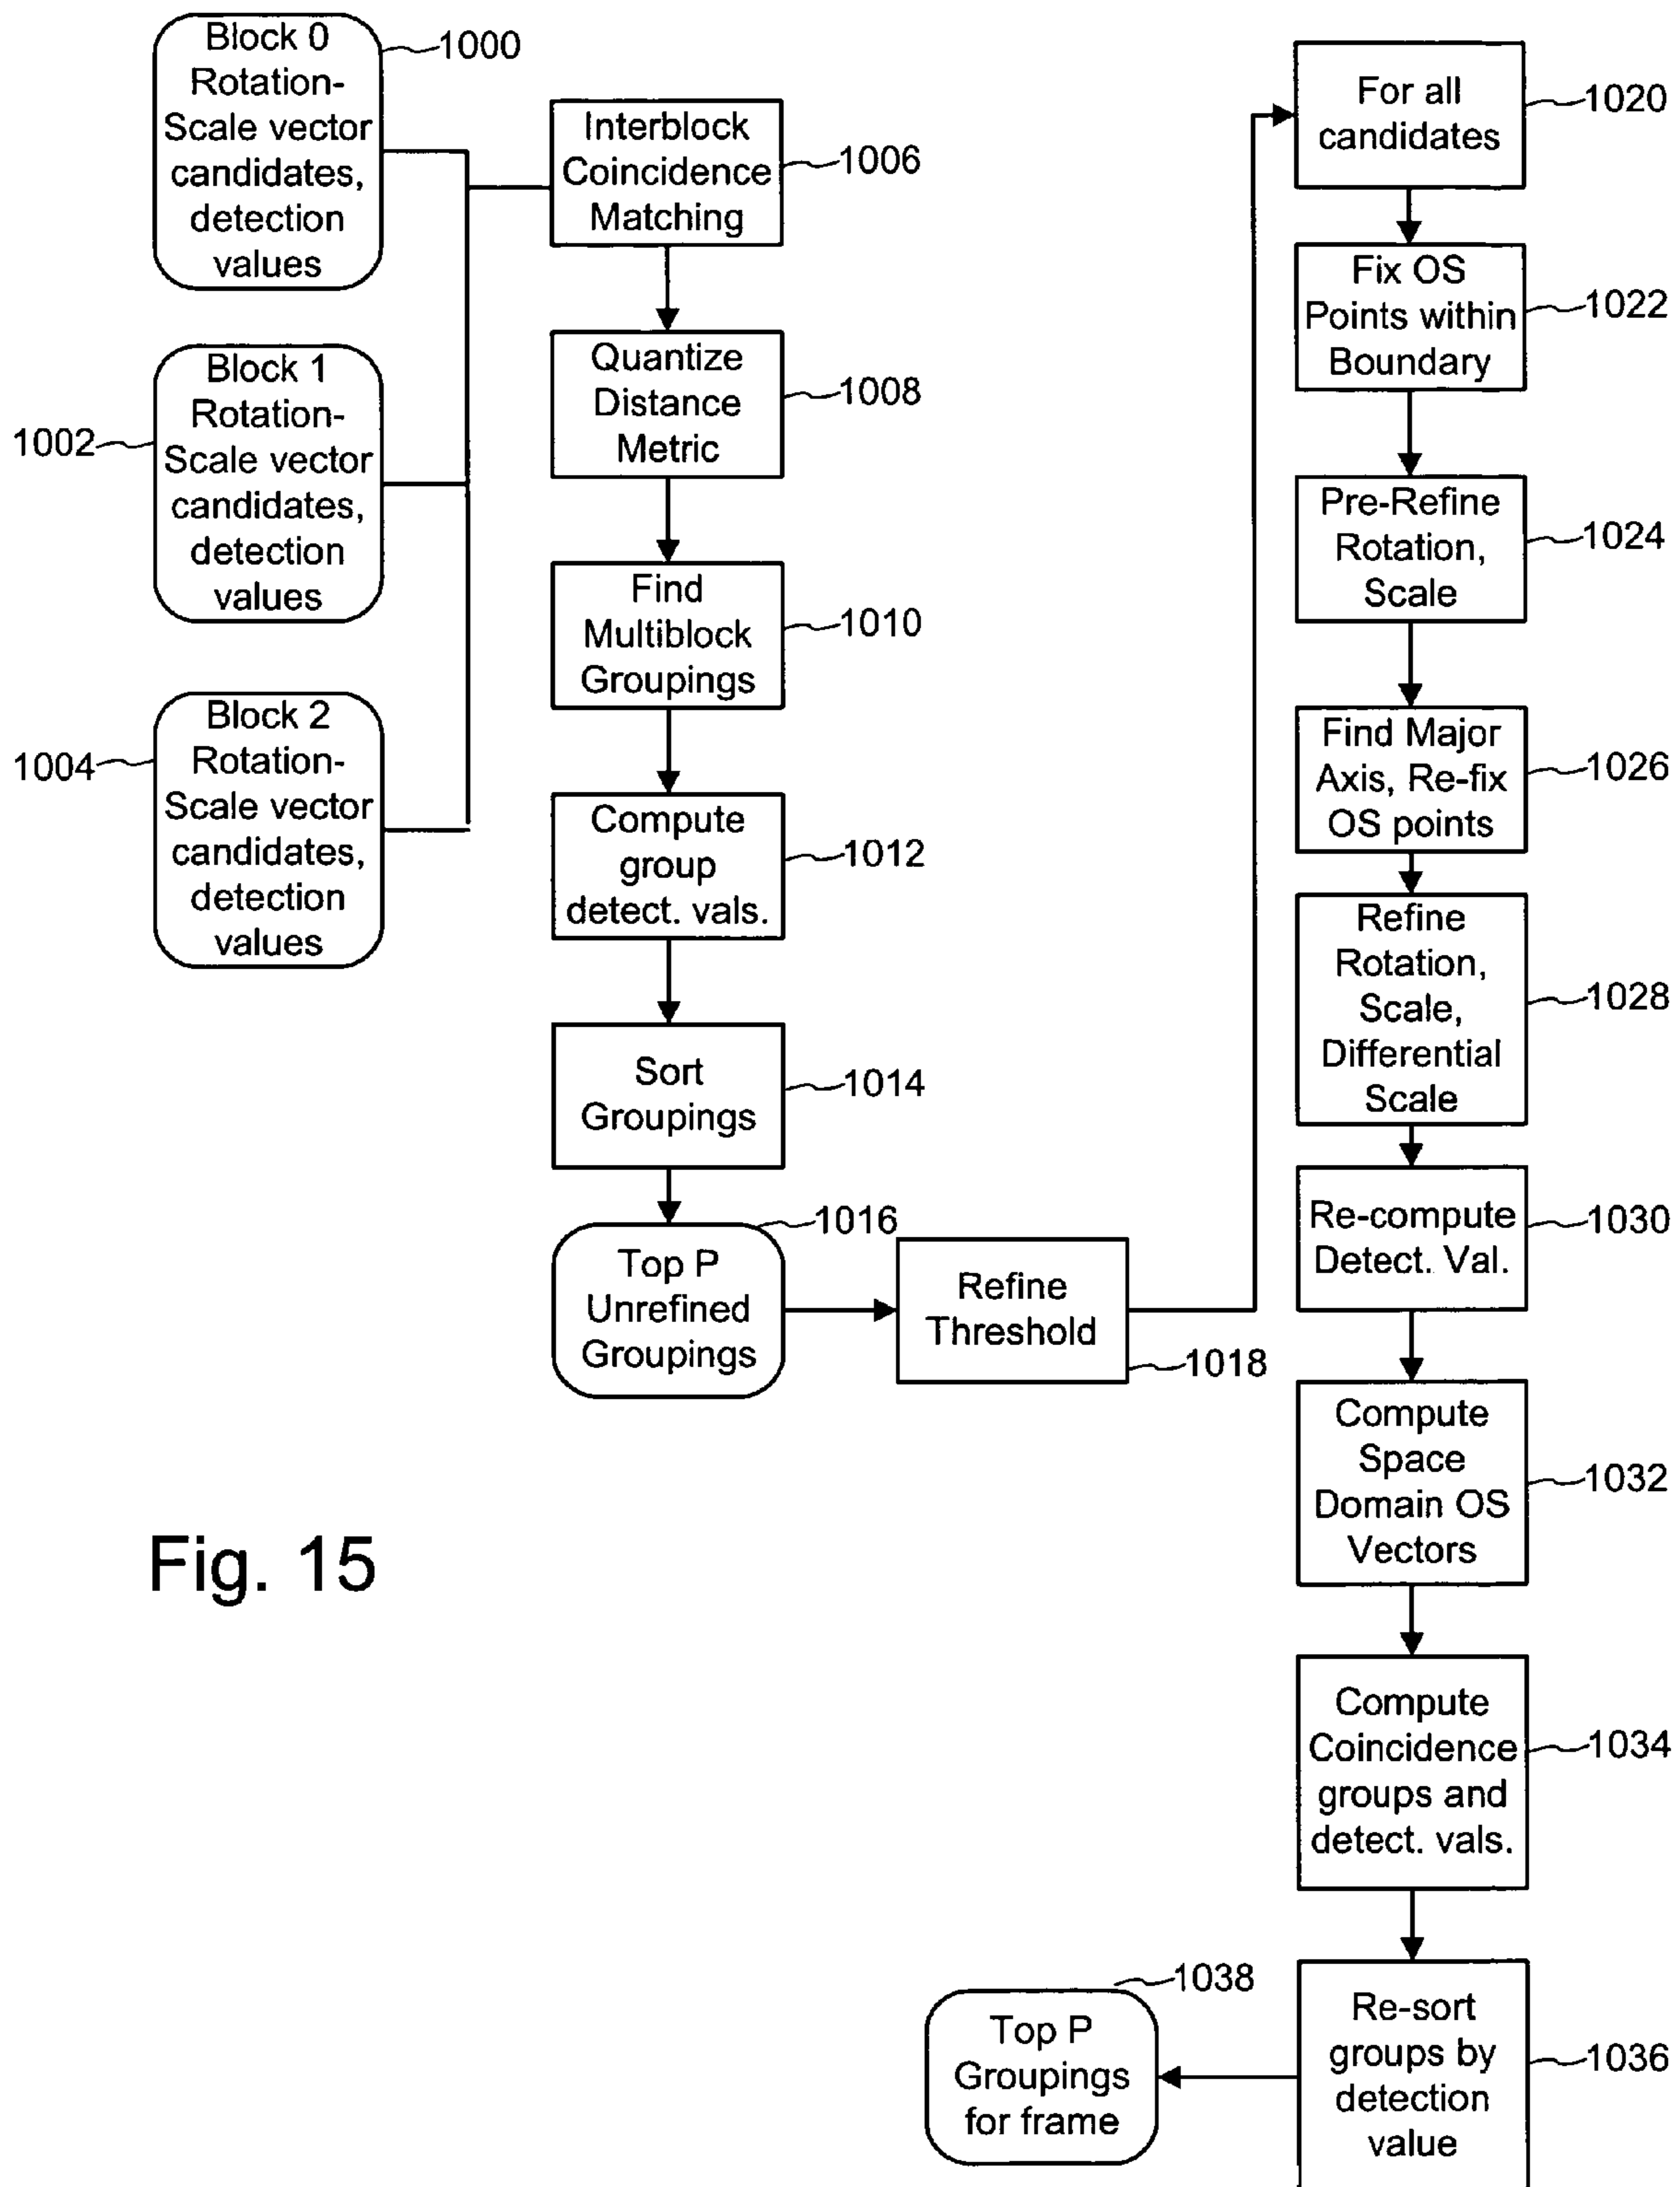 Block 0
Rotation-
Scale vector
candidates,
detection
values
1000
Block 1
Rotation-
Scale vector
candidates,
detection
values
1002
Block 2
Rotation-
Scale vector
candidates,
detection
values
1004
Interblock
Coincidence
Matching
1006
Quantize
Distance
Metric
1008
Find
Multiblock
Groupings
1010
Compute
group
detect. vals.
1012
Sort
Groupings
1014
Top P
Unrefined
Groupings
1016
Refine
Threshold
1018
For all
candidates
1020
Fix OS
Points within
Boundary
1022
Pre-Refine
Rotation,
Scale
1024
Find Major
Axis, Re-fix
OS points
1026
Refine
Rotation,
Scale,
Differential
Scale
1028
Re-compute
Detect. Val.
1030
Compute
Space
Domain OS
Vectors
1032
Compute
Coincidence
groups and
detect. vals.
1034
Re-sort
groups by
detection
value
1036
Top P
Groupings
for frame
1038
Fig. 15